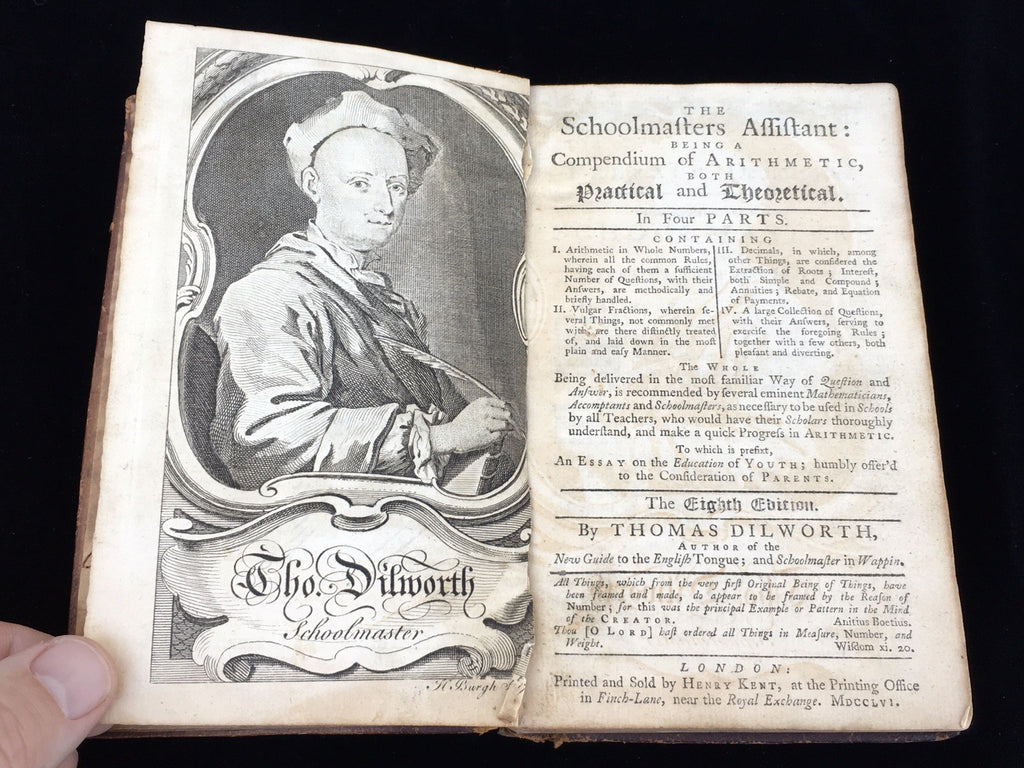 Tho. Dilworth
Schoolmaster
H. Burgh
THE
Schoolmaſters Aſſiſtant:
BEING A
Compendium of ARITHMETIC,
BOTH
Practical and Theoretical.
In Four PARTS.
CONTAINING
I. Arithmetic in Whole Numbers,
wherein all the common Rules,
having each of them a ſufficient
Number of Queſtions, with their
Anſwers, are methodically and
briefly handled.
II. Vulgar Fractions, wherein ſe-
veral Things, not commonly met
with, are there diſtinctly treated
of, and laid down in the moſt
plain and eaſy Manner.
III. Decimals, in which, among
other Things, are conſidered the
Extraction of Roots; Intereſt,
both Simple and Compound;
Annuities; Rebate, and Equation
of Payments.
IV. A large Collection of Queſtions,
with their Anſwers, ſerving to
exerciſe the foregoing Rules;
together with a few others, both
pleaſant and diverting.
The WHOLE
Being delivered in the moſt familiar Way of Queſtion and
Anſwer, is recommended by ſeveral eminent Mathematicians,
Accomptants and Schoolmaſters, as neceſſary to be uſed in Schools
by all Teachers, who would have their Scholars thoroughly
underſtand, and make a quick Progreſs in ARITHMETIC.
To which is prefixt,
An ESSAY on the Education of YOUTH; humbly offer'd
to the Conſideration of PARENTS.
The Eighth Edition.
By THOMAS DILWORTH,
AUTHOR of the
New Guide to the Engliſh Tongue; and Schoolmaſter in Wappin.
All Things, which from the very firſt Original Being of Things, have
been framed and made, do appear to be framed by the Reaſon of
Number; for this was the principal Example or Pattern in the Mind
of the CREATOR. Anitius Boetius.
Thou [O LORD] haſt ordered all Things in Meaſure, Number, and
Weight. Wiſdom xi. 20.
LONDON:
Printed and Sold by HENRY KENT, at the Printing Office
in Finch-Lane, near the Royal Exchange. MDCCLVI.